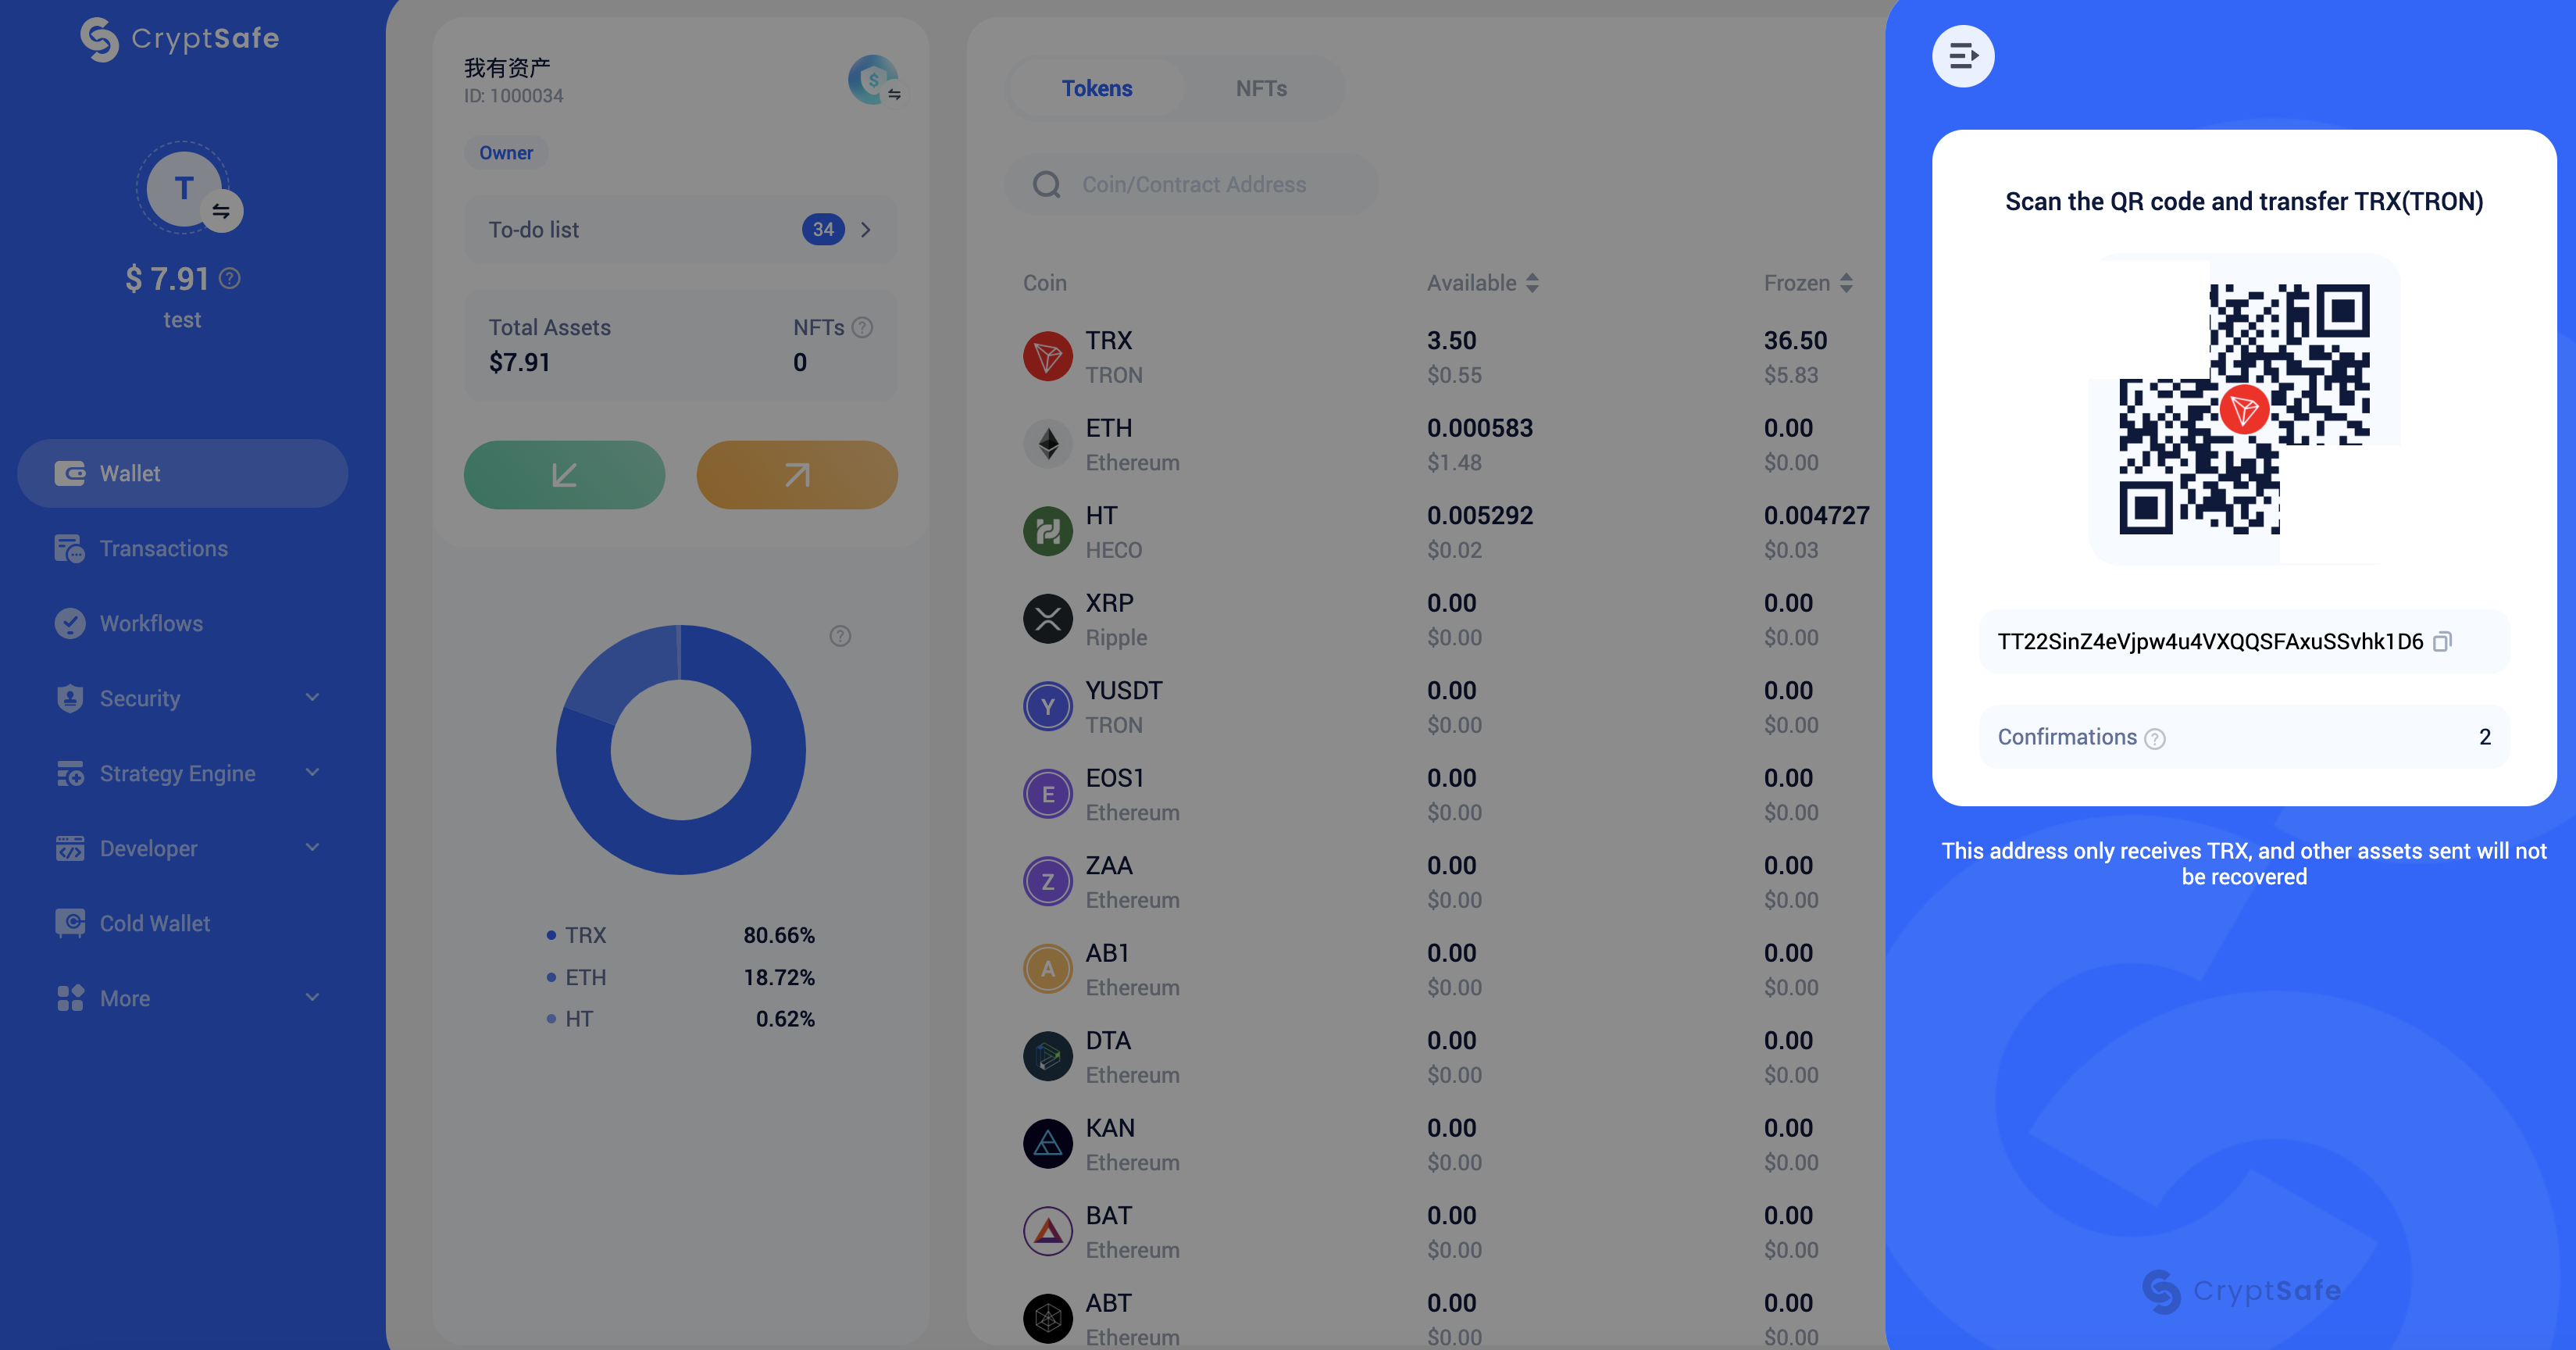 CryptSafe
T
$ 7.91
test
Wallet
Transactions
Workflows
Security
Strategy Engine
Developer
Cold Wallet
More
我有资产
ID: 1000034
Owner
To-do list 34
Total Assets NFTs
$7.91 0
TRX 80.66%
ETH 18.72%
HT 0.62%
Tokens NFTs
Coin/Contract Address
Coin Available Frozen
TRX 3.50 36.50
TRON $0.55 $5.83
ETH 0.000583 0.00
Ethereum $1.48 $0.00
HT 0.005292 0.004727
HECO $0.02 $0.03
XRP 0.00 0.00
Ripple $0.00 $0.00
Y
YUSDT 0.00 0.00
TRON $0.00 $0.00
E
EOS1 0.00 0.00
Ethereum $0.00 $0.00
Z
ZAA 0.00 0.00
Ethereum $0.00 $0.00
A
AB1 0.00 0.00
Ethereum $0.00 $0.00
DTA 0.00 0.00
Ethereum $0.00 $0.00
KAN 0.00 0.00
Ethereum $0.00 $0.00
BAT 0.00 0.00
Ethereum $0.00 $0.00
ABT 0.00 0.00
Ethereum $0.00 $0.00
Scan the QR code and transfer TRX(TRON)
TT22SinZ4eVjpw4u4VXQQSFAxuSSvhk1D6
Confirmations 2
This address only receives TRX, and other assets sent will not
be recovered
CryptSafe